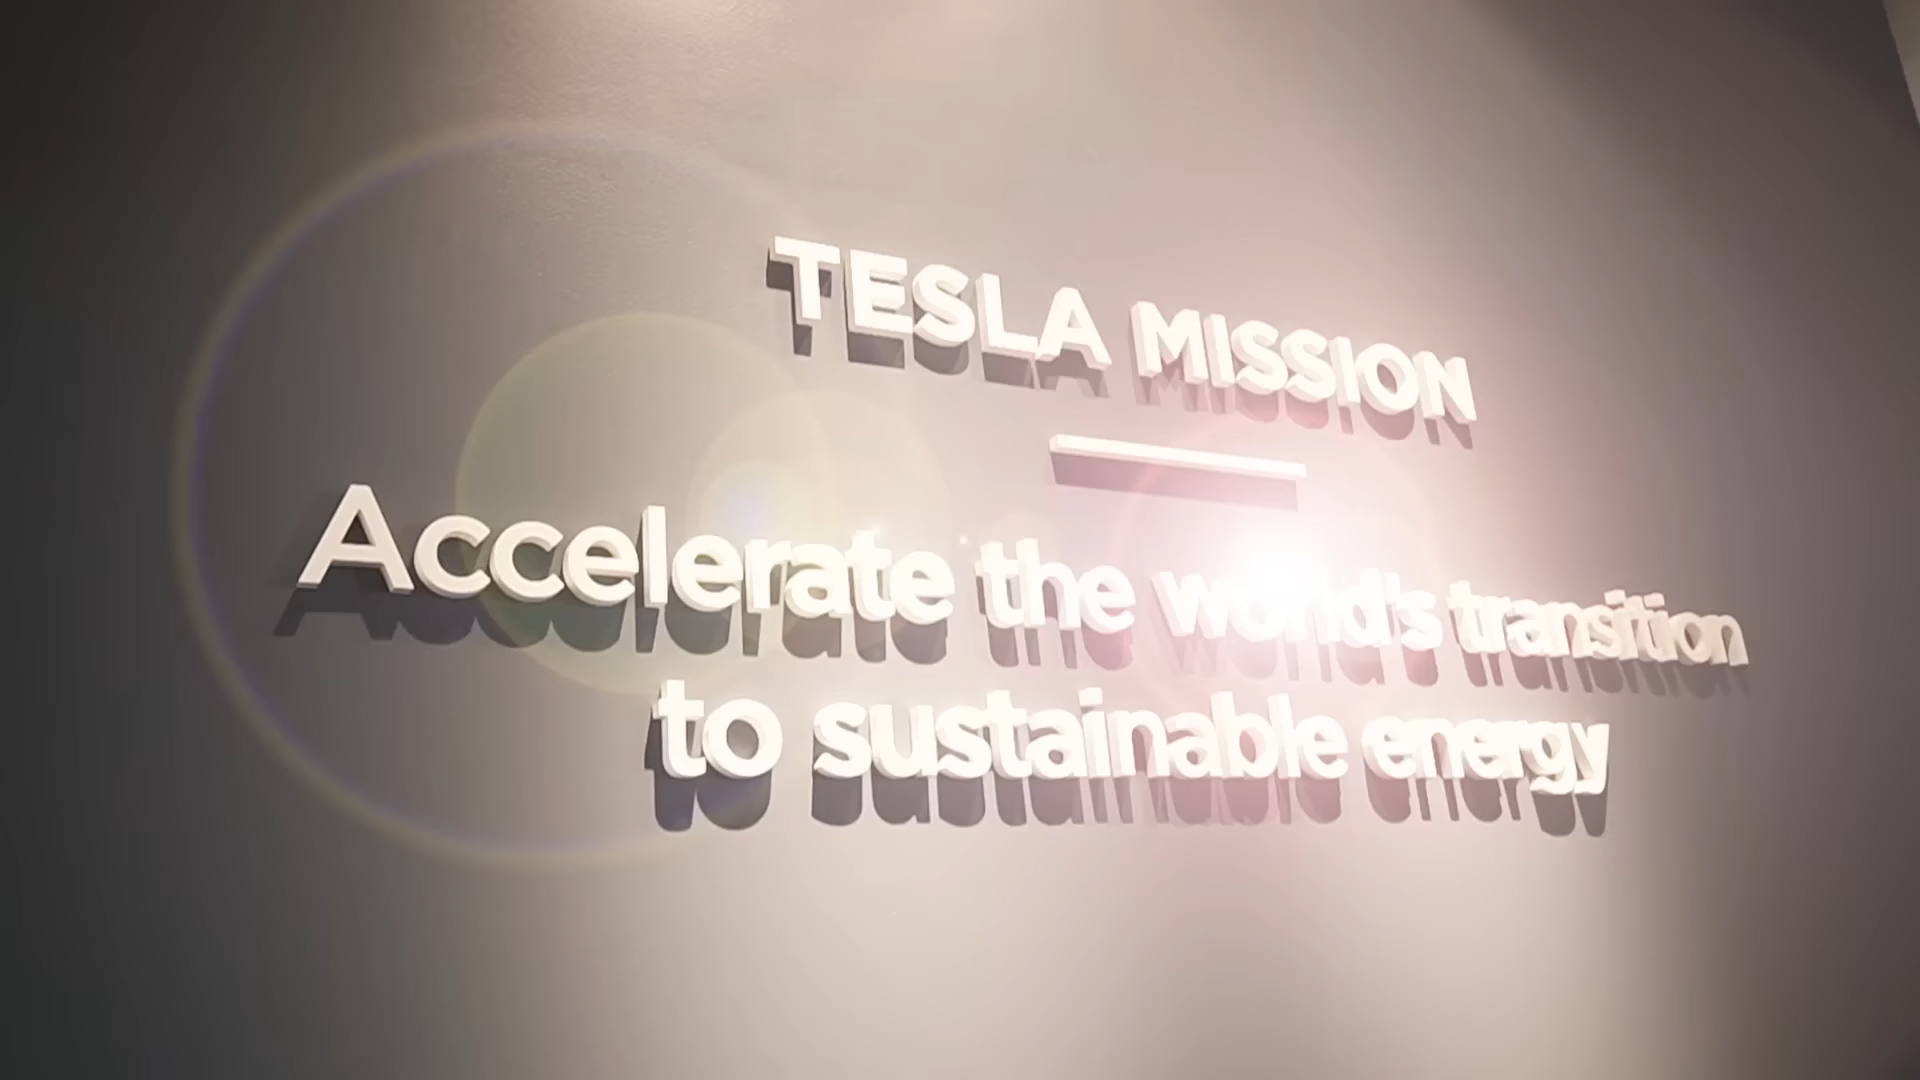 TESLA MISSION
Accelerate the world's transition
to sustainable energy